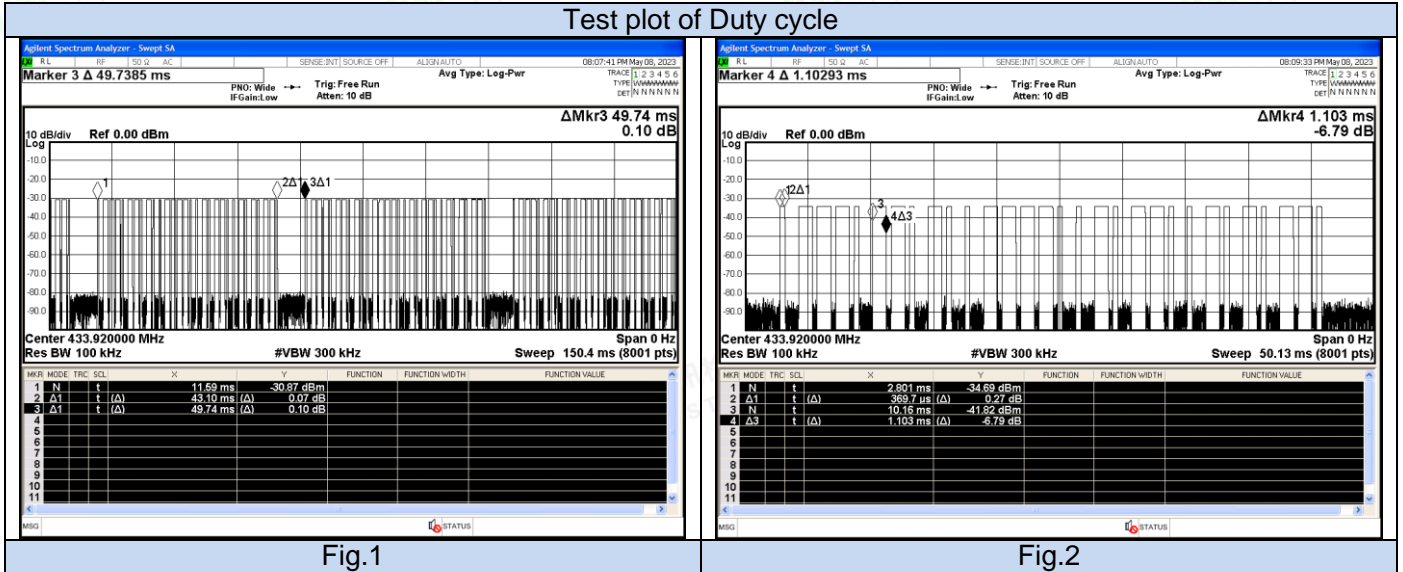 Test plot of Duty cycle
Agilent Spectrum Analyzer - Swept SA
RL RF 50 Ω AC SENSE:INT SOURCE OFF ALIGNAUTO 08:07:41 PM May 08, 2023
Marker 3 Δ 49.7385 ms
PNO: Wide
IFGain:Low
Trig: Free Run
Atten: 10 dB
Avg Type: Log-Pwr
TRACE 1 2 3 4 5 6
TYPE
DET N N N N N N
ΔMkr3 49.74 ms
0.10 dB
10 dB/div Ref 0.00 dBm
Log
-10.0
-20.0
-30.0
-40.0
-50.0
-60.0
-70.0
-80.0
-90.0
1
2Δ1
3Δ1
Center 433.920000 MHz Span 0 Hz
Res BW 100 kHz #VBW 300 kHz Sweep 150.4 ms (8001 pts)
MKR MODE TRC SCL X Y FUNCTION FUNCTION WIDTH FUNCTION VALUE
1 N t 11.59 ms -30.87 dBm
2 Δ1 t (Δ) 43.10 ms (Δ) 0.07 dB
3 Δ1 t (Δ) 49.74 ms (Δ) 0.10 dB
4
5
6
7
8
9
10
11
MSG STATUS
Fig.1
Agilent Spectrum Analyzer - Swept SA
RL RF 50 Ω AC SENSE:INT SOURCE OFF ALIGNAUTO 08:09:33 PM May 08, 2023
Marker 4 Δ 1.10293 ms
PNO: Wide
IFGain:Low
Trig: Free Run
Atten: 10 dB
Avg Type: Log-Pwr
TRACE 1 2 3 4 5 6
TYPE
DET N N N N N N
ΔMkr4 1.103 ms
-6.79 dB
10 dB/div Ref 0.00 dBm
Log
-10.0
-20.0
-30.0
-40.0
-50.0
-60.0
-70.0
-80.0
-90.0
2Δ1
3
4Δ3
Center 433.920000 MHz Span 0 Hz
Res BW 100 kHz #VBW 300 kHz Sweep 50.13 ms (8001 pts)
MKR MODE TRC SCL X Y FUNCTION FUNCTION WIDTH FUNCTION VALUE
1 N t 2.801 ms -34.69 dBm
2 Δ1 t (Δ) 369.7 µs (Δ) 0.27 dB
3 N t 10.16 ms -41.82 dBm
4 Δ3 t (Δ) 1.103 ms (Δ) -6.79 dB
5
6
7
8
9
10
11
MSG STATUS
Fig.2